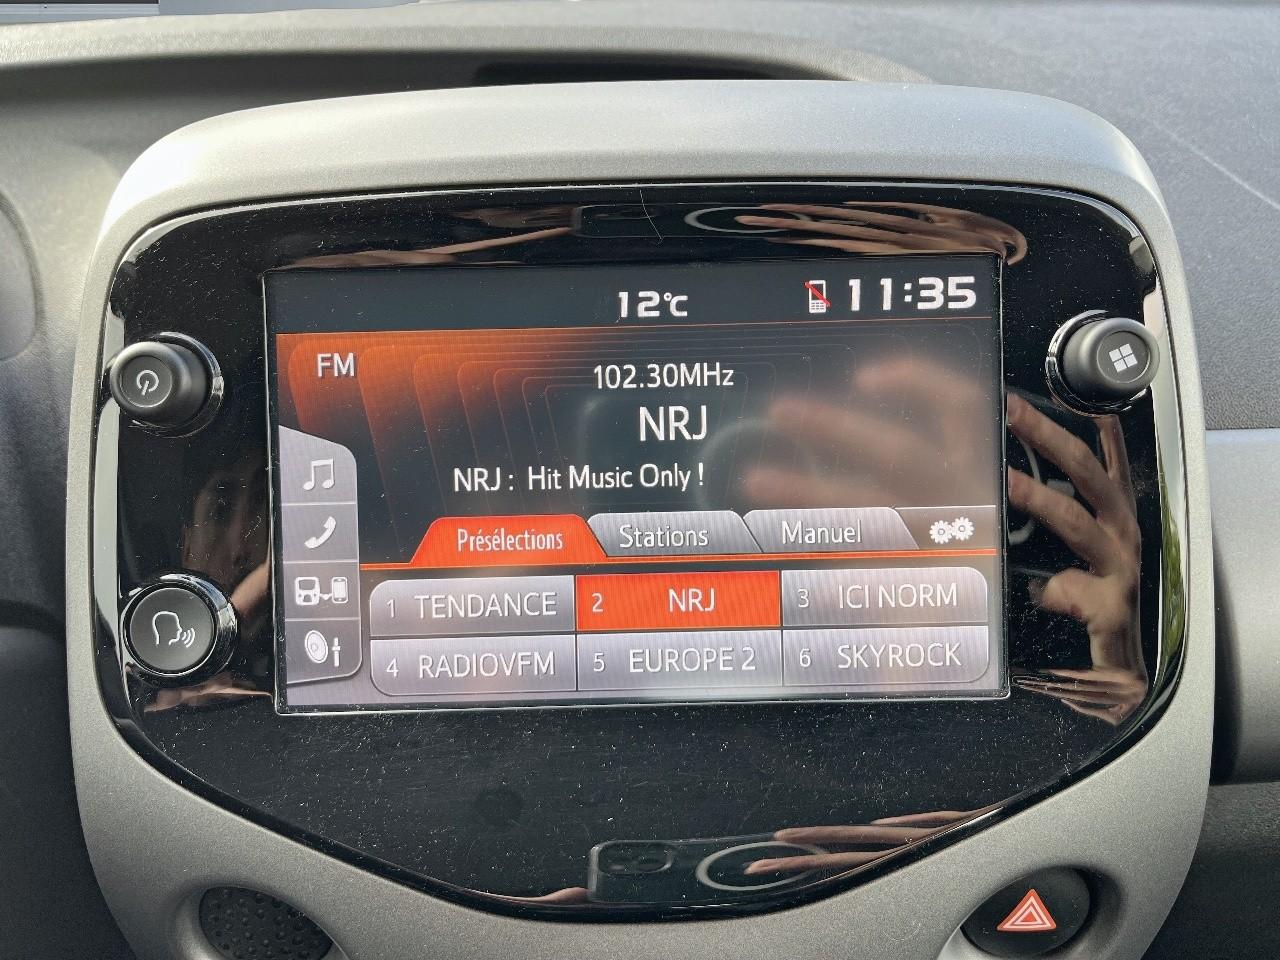 12°C 11:35
FM
102.30MHz
NRJ
NRJ : Hit Music Only !
Présélections Stations Manuel
1 TENDANCE 2 NRJ 3 ICI NORM
4 RADIOVFM 5 EUROPE 2 6 SKYROCK